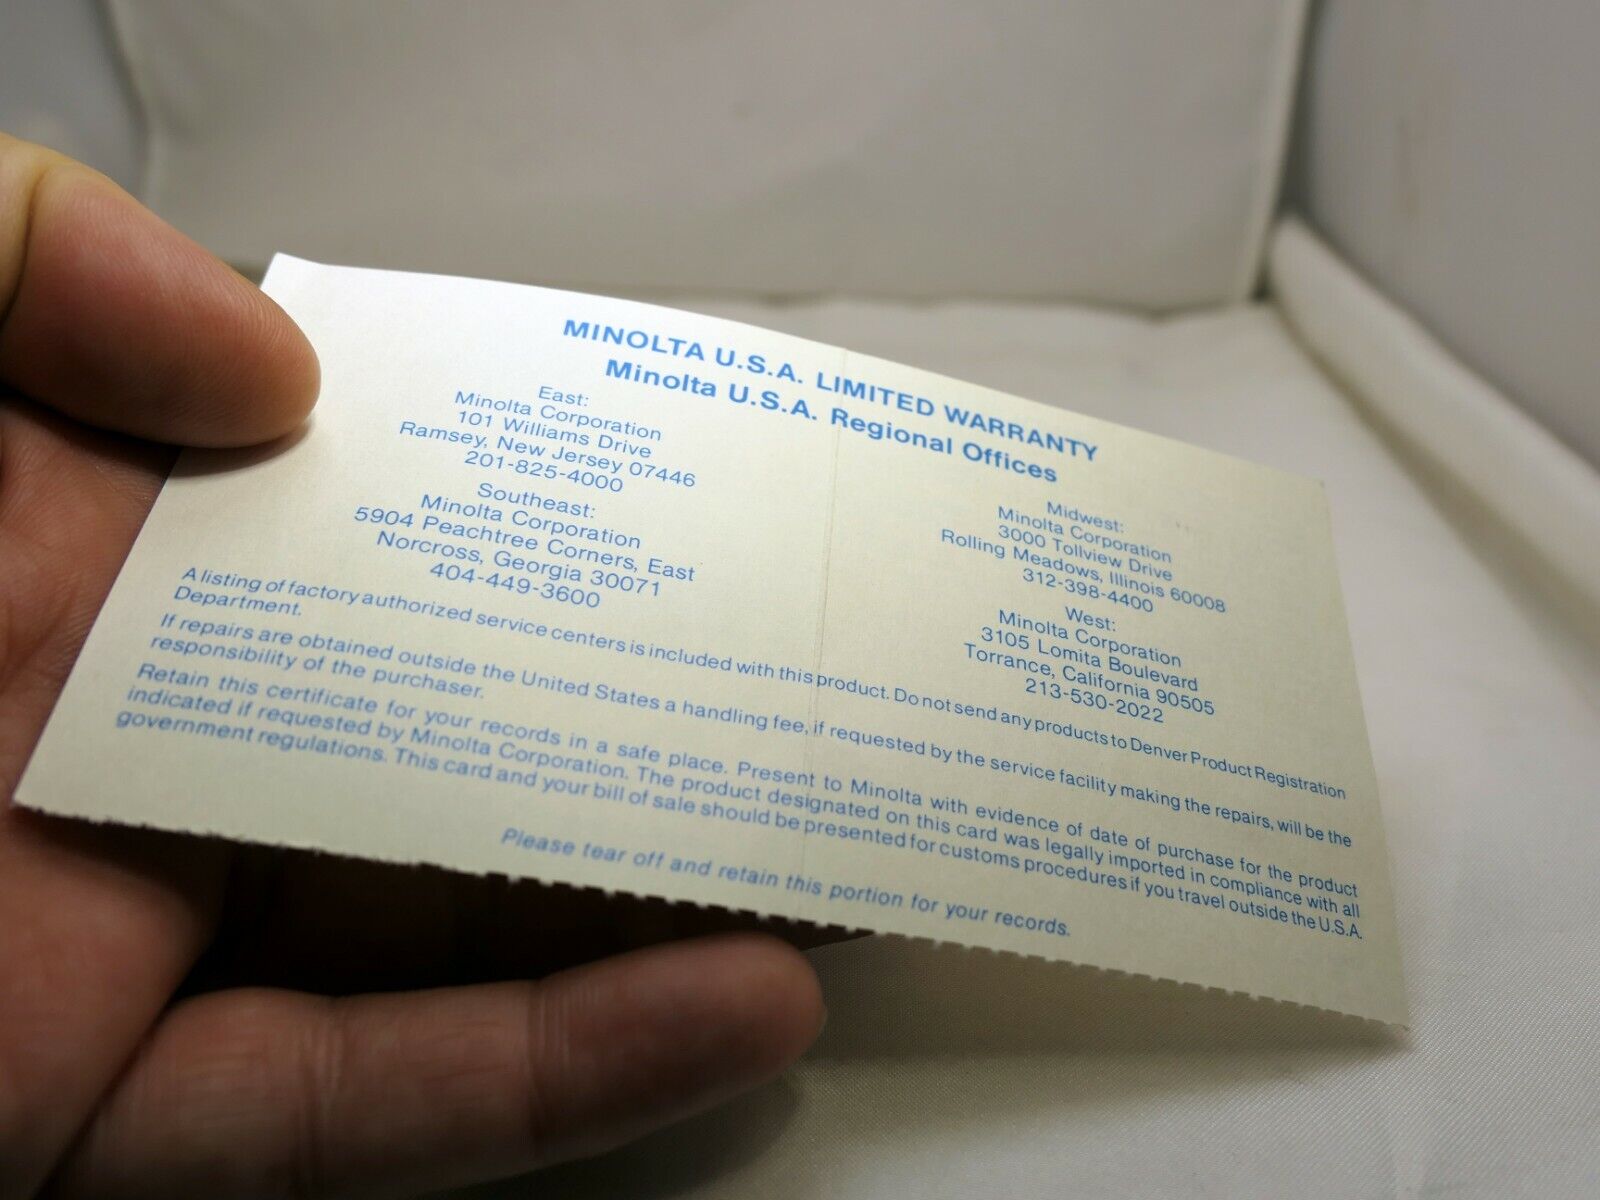 MINOLTA U.S.A. LIMITED WARRANTY
Minolta U.S.A. Regional Offices
East:
Minolta Corporation
101 Williams Drive
Ramsey, New Jersey 07446
201-825-4000
Southeast:
Minolta Corporation
5904 Peachtree Corners, East
Norcross, Georgia 30071
404-449-3600
Midwest:
Minolta Corporation
3000 Tollview Drive
Rolling Meadows, Illinois 60008
312-398-4400
West:
Minolta Corporation
3105 Lomita Boulevard
Torrance, California 90505
213-530-2022
A listing of factory authorized service centers is included with this product. Do not send any products to Denver Product Registration
Department.
If repairs are obtained outside the United States a handling fee, if requested by the service facility making the repairs, will be the
responsibility of the purchaser.
Retain this certificate for your records in a safe place. Present to Minolta with evidence of date of purchase for the product
indicated if requested by Minolta Corporation. The product designated on this card was legally imported in compliance with all
government regulations. This card and your bill of sale should be presented for customs procedures if you travel outside the U.S.A.
Please tear off and retain this portion for your records.